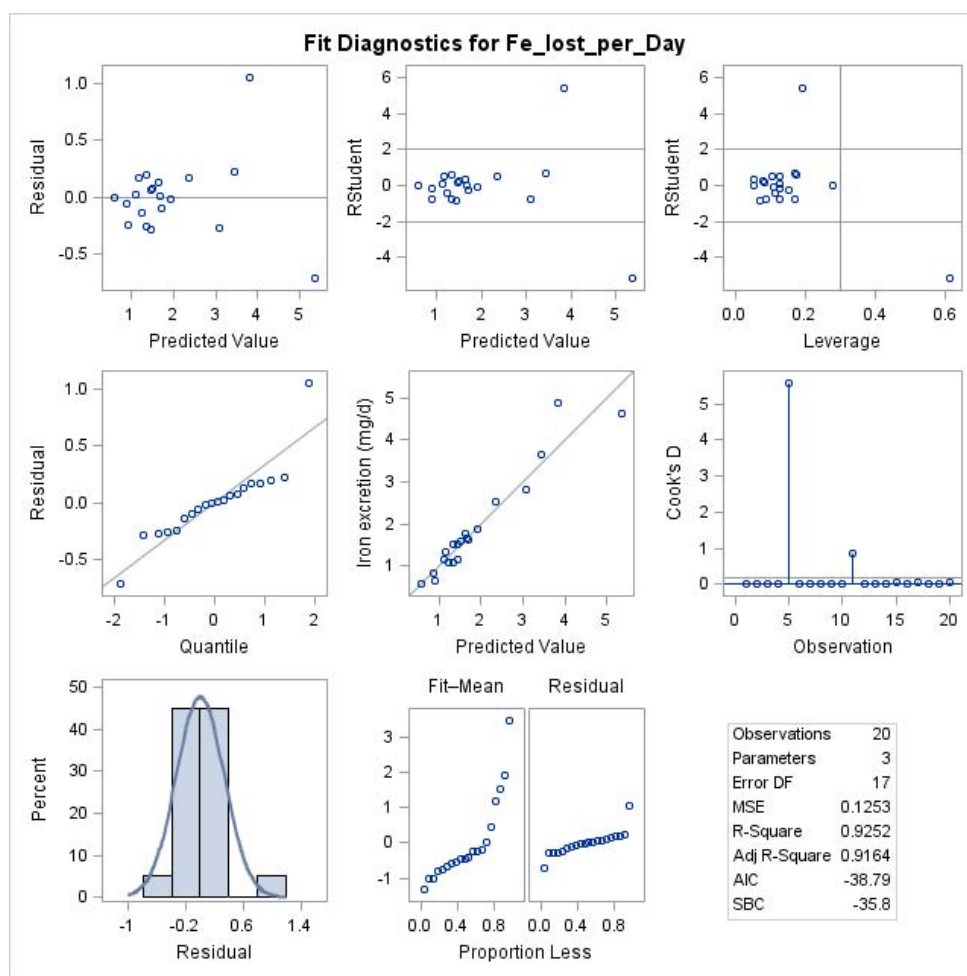 Fit Diagnostics for Fe_lost_per_Day
1.0
0.5
0.0
-0.5
Residual
1 2 3 4 5
Predicted Value
6
4
2
0
-2
-4
RStudent
1 2 3 4 5
Predicted Value
6
4
2
0
-2
-4
RStudent
0.0 0.2 0.4 0.6
Leverage
1.0
0.5
0.0
-0.5
Residual
-2 -1 0 1 2
Quantile
5
4
3
2
1
Iron excretion (mg/d)
1 2 3 4 5
Predicted Value
5
4
3
2
1
0
Cook's D
0 5 10 15 20
Observation
50
40
30
20
10
0
Percent
-1 -0.2 0.6 1.4
Residual
Fit–Mean Residual
3
2
1
0
-1
0.0 0.4 0.8 0.0 0.4 0.8
Proportion Less
Observations 20
Parameters 3
Error DF 17
MSE 0.1253
R-Square 0.9252
Adj R-Square 0.9164
AIC -38.79
SBC -35.8